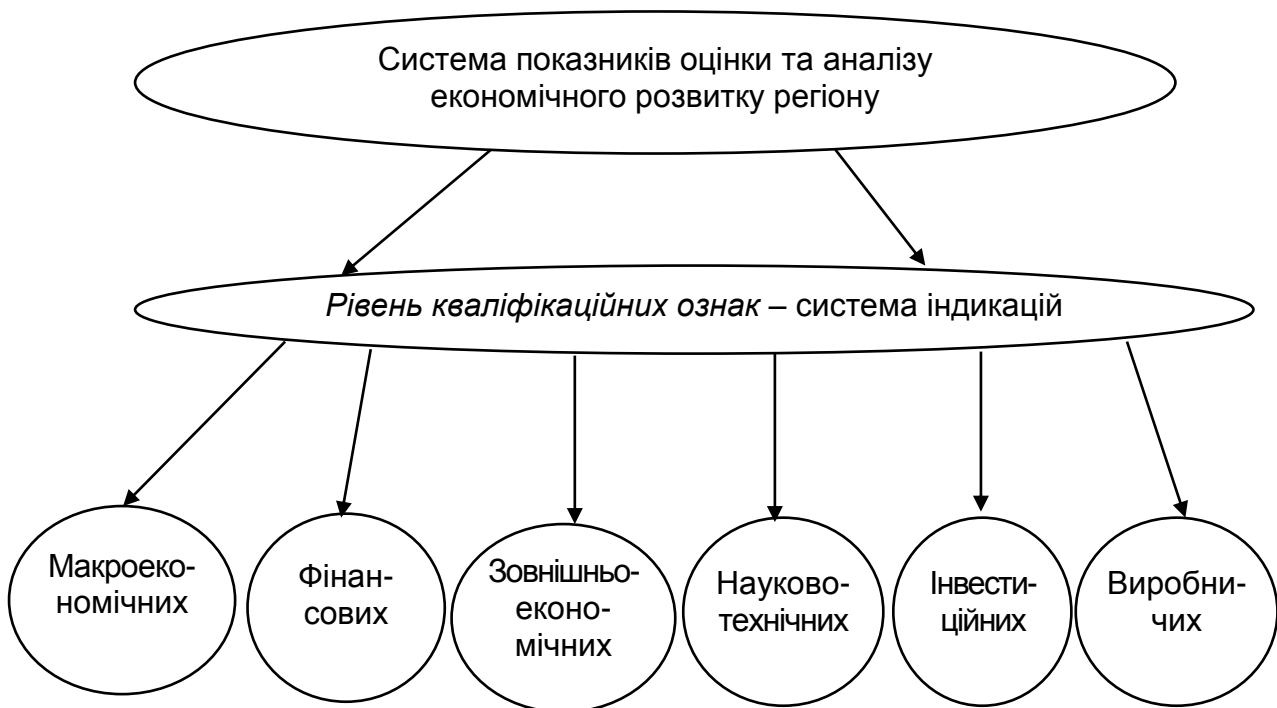 Система показників оцінки та аналізу
економічного розвитку регіону
Рівень кваліфікаційних ознак – система індикацій
Макроеко-
номічних
Фінан-
сових
Зовнішньо-
еконо-
мічних
Науково-
технічних
Інвести-
ційних
Виробни-
чих